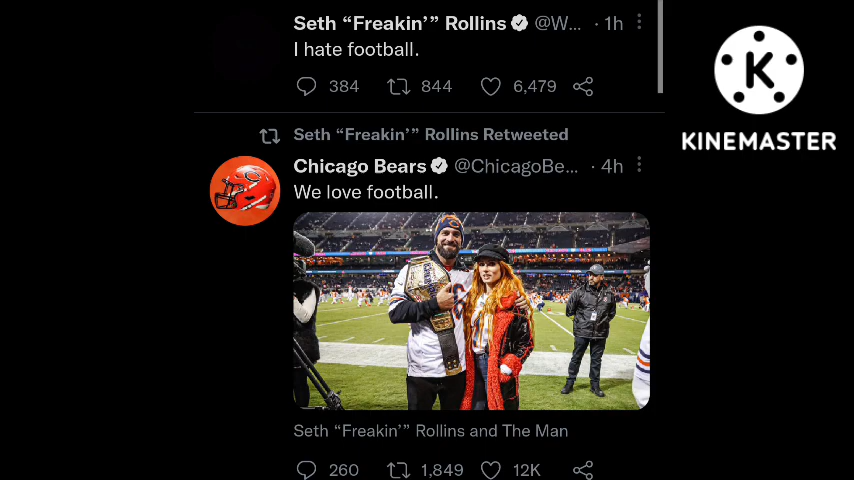 Seth “Freakin’” Rollins @W... · 1h
I hate football.
384 844 6,479
Seth “Freakin’” Rollins Retweeted
Chicago Bears @ChicagoBe... · 4h
We love football.
Seth “Freakin’” Rollins and The Man
260 1,849 12K
K
KINEMASTER